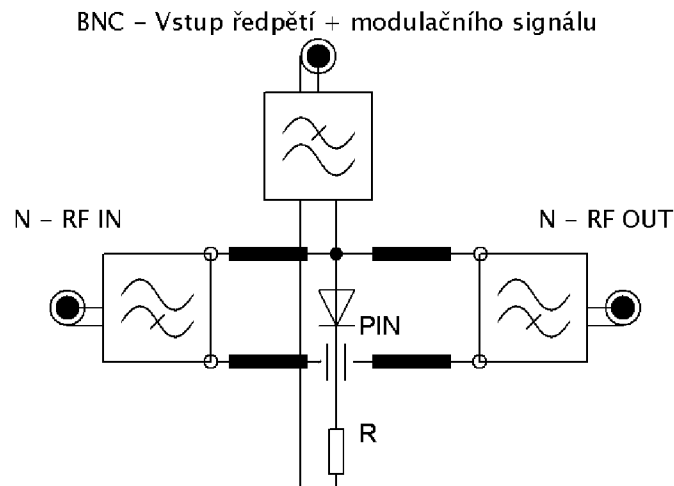 BNC – Vstup ředpětí + modulačního signálu
N – RF IN
N – RF OUT
PIN
R